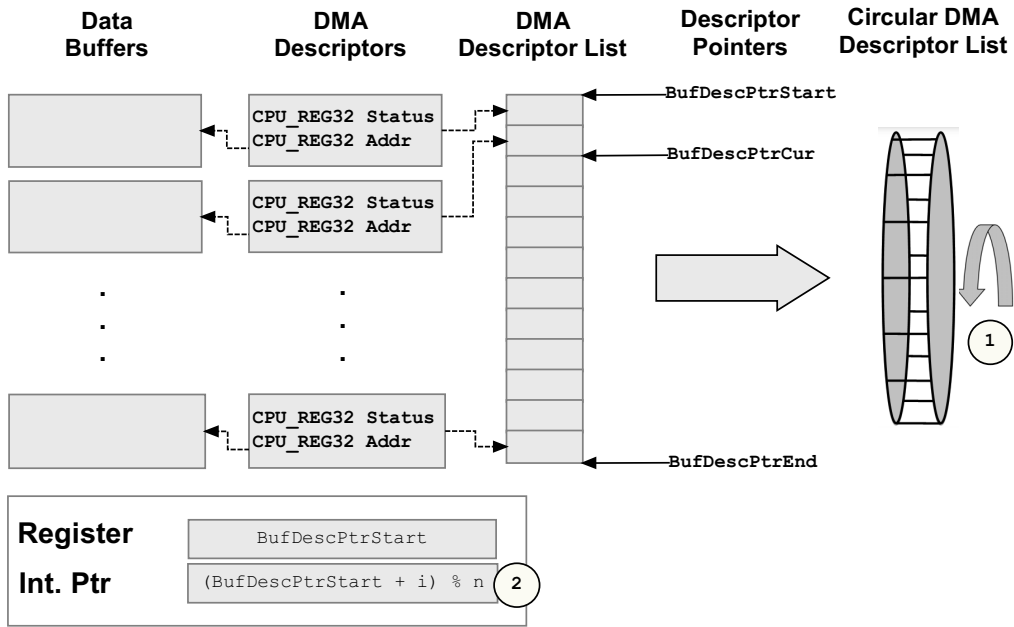 Data
Buffers
DMA
Descriptors
DMA
Descriptor List
Descriptor
Pointers
Circular DMA
Descriptor List
CPU_REG32 Status
CPU_REG32 Addr
BufDescPtrStart
BufDescPtrCur
CPU_REG32 Status
CPU_REG32 Addr
. .
. .
. .
1
CPU_REG32 Status
CPU_REG32 Addr
BufDescPtrEnd
Register
BufDescPtrStart
Int. Ptr
(BufDescPtrStart + i) % n
2